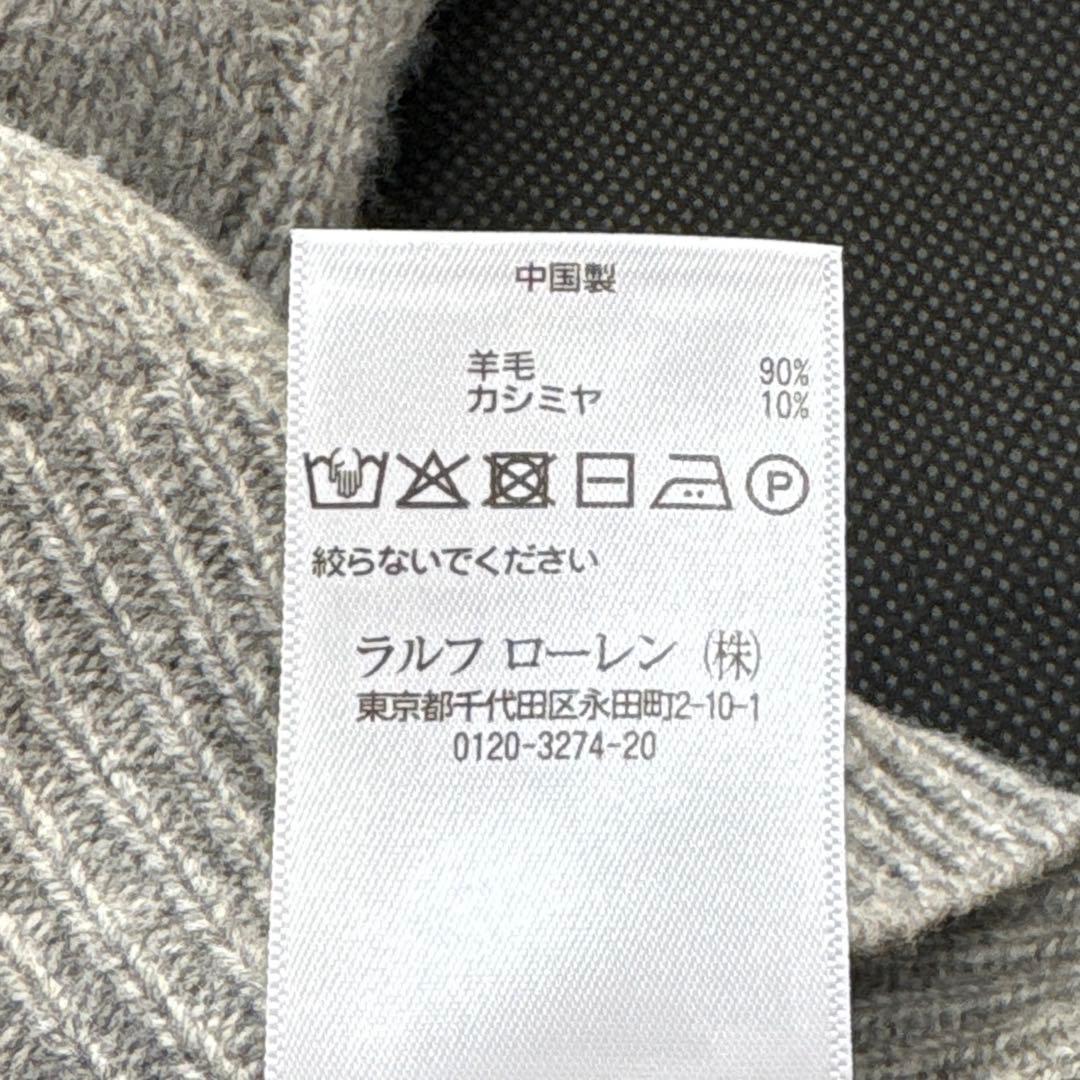 中国製
羊毛 90%
カシミヤ 10%
P
絞らないでください
ラルフ ローレン (株)
東京都千代田区永田町2-10-1
0120-3274-20